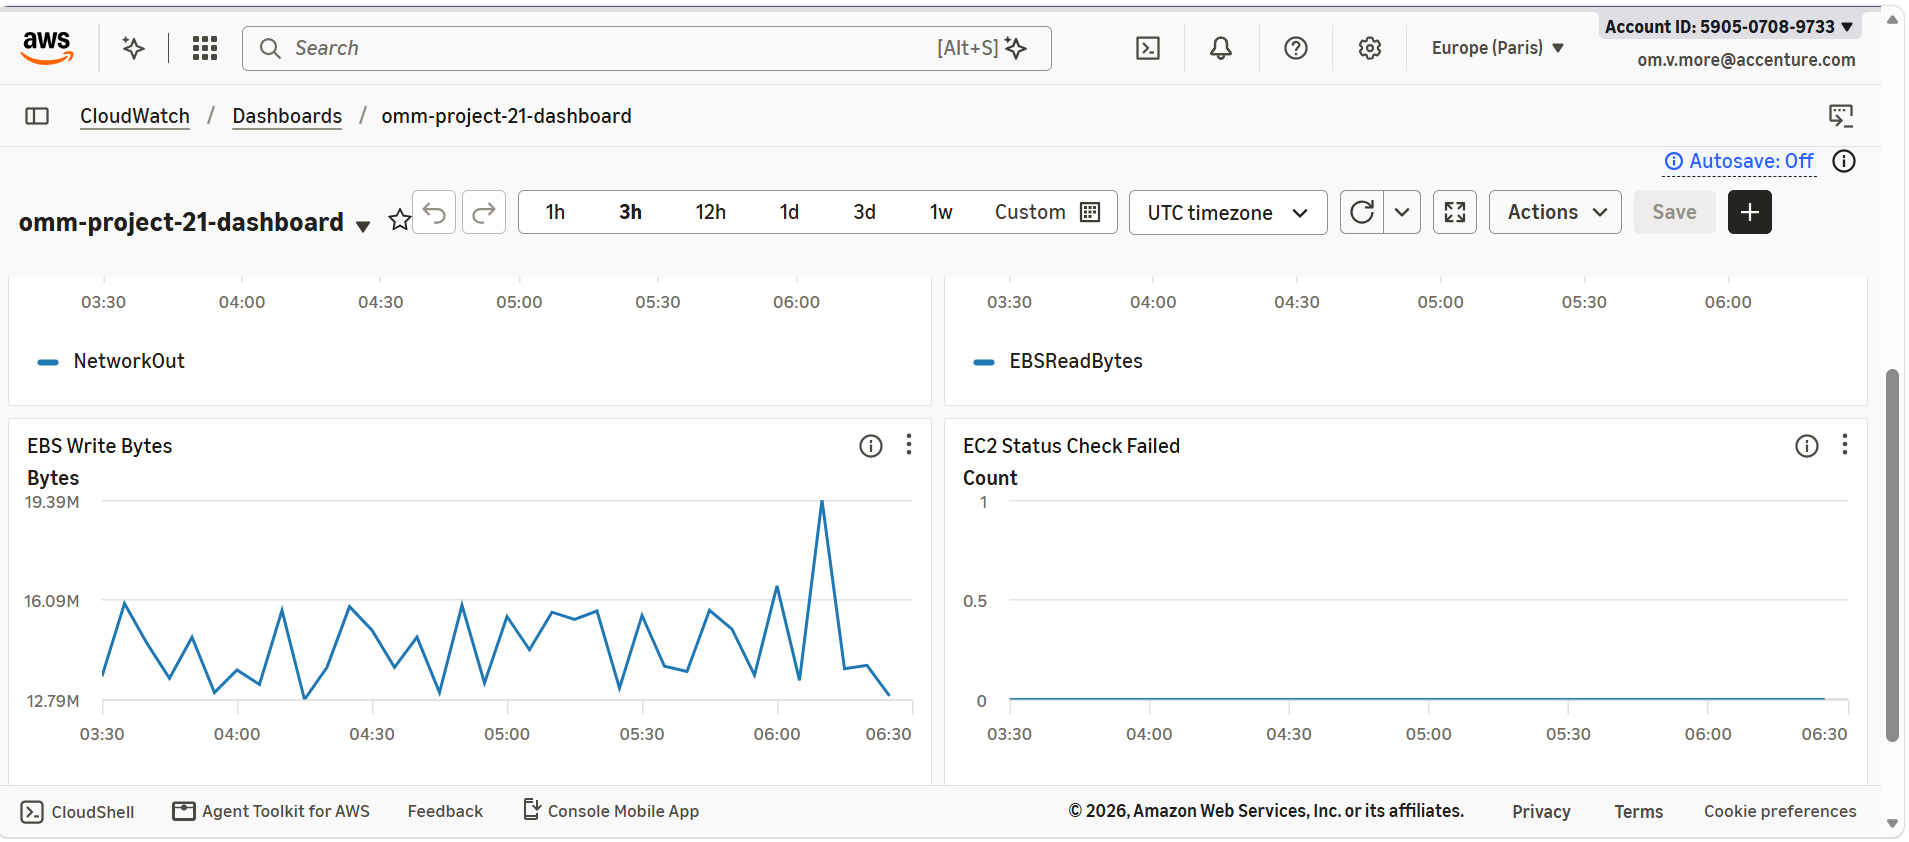 aws
Search [Alt+S]
Europe (Paris)
Account ID: 5905-0708-9733
om.v.more@accenture.com
CloudWatch / Dashboards / omm-project-21-dashboard
Autosave: Off
omm-project-21-dashboard
1h 3h 12h 1d 3d 1w Custom
UTC timezone
Actions
Save
03:30 04:00 04:30 05:00 05:30 06:00
NetworkOut
03:30 04:00 04:30 05:00 05:30 06:00
EBSReadBytes
EBS Write Bytes
Bytes
19.39M
16.09M
12.79M
03:30 04:00 04:30 05:00 05:30 06:00 06:30
EC2 Status Check Failed
Count
1
0.5
0
03:30 04:00 04:30 05:00 05:30 06:00 06:30
CloudShell Agent Toolkit for AWS Feedback Console Mobile App © 2026, Amazon Web Services, Inc. or its affiliates. Privacy Terms Cookie preferences